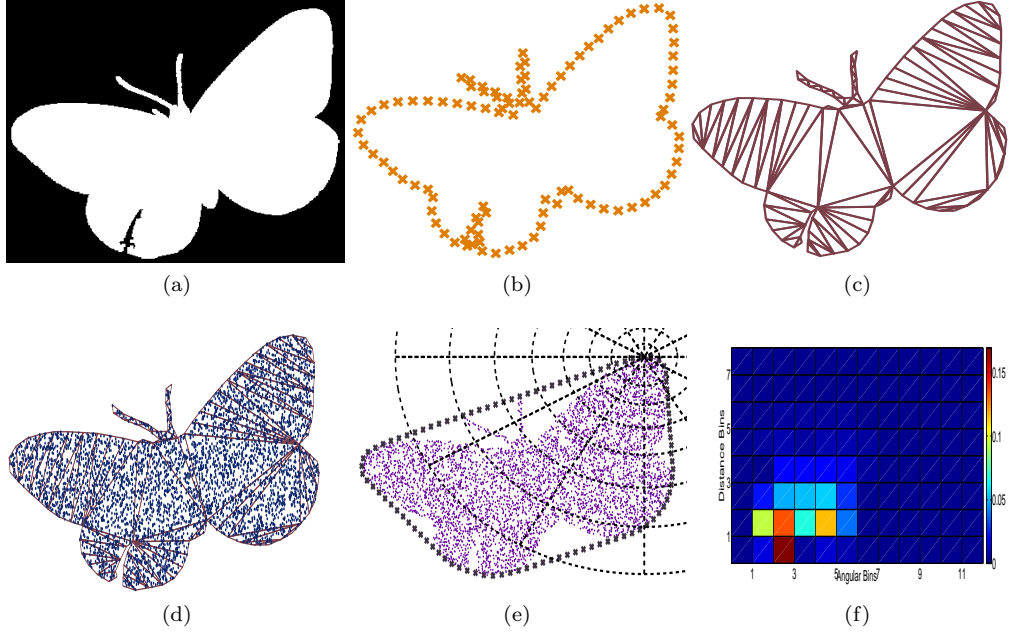 (a)
(b)
(c)
7
5
3
1
Distance Bins
0.15
0.1
0.05
0
1
3
5
7
9
11
Angular Bins
(d)
(e)
(f)